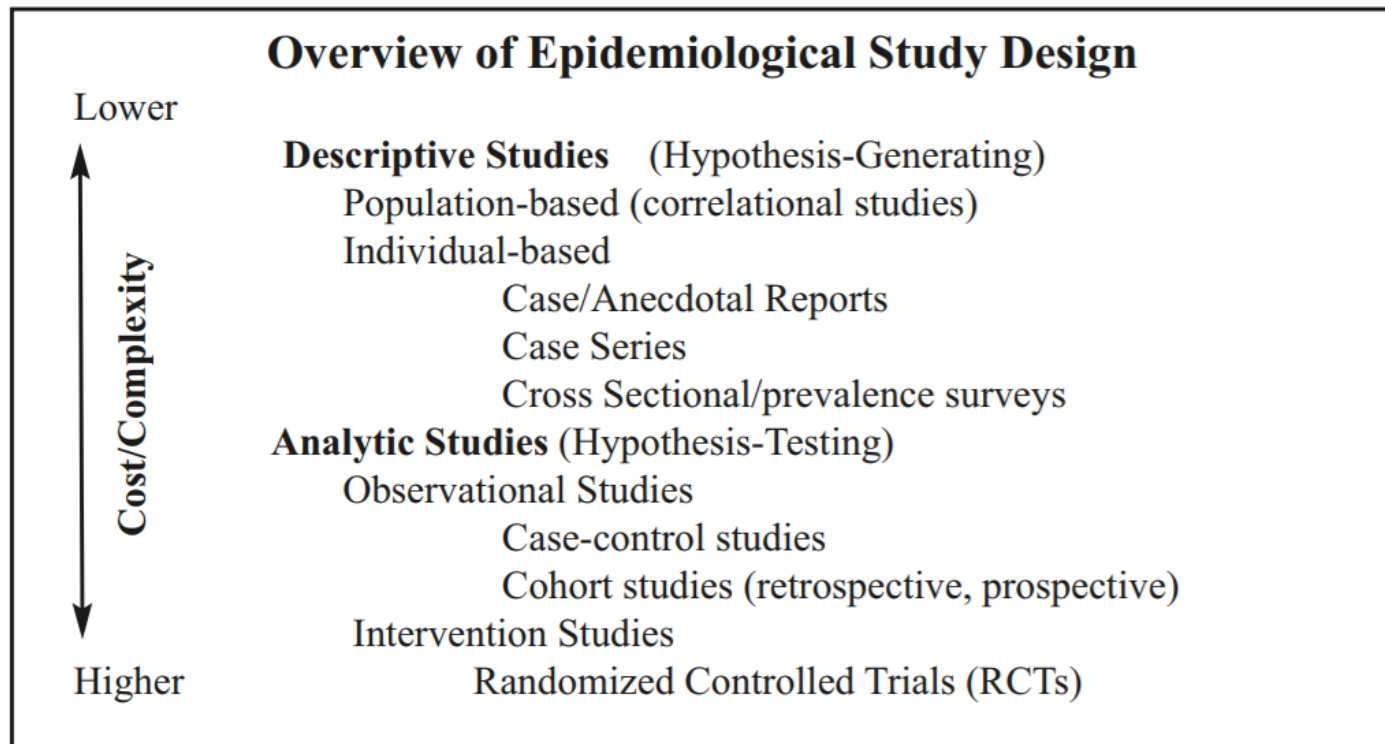 Overview of Epidemiological Study Design
Lower
Descriptive Studies (Hypothesis-Generating)
Population-based (correlational studies)
Individual-based
Case/Anecdotal Reports
Case Series
Cross Sectional/prevalence surveys
Analytic Studies (Hypothesis-Testing)
Observational Studies
Case-control studies
Cohort studies (retrospective, prospective)
Intervention Studies
Higher
Randomized Controlled Trials (RCTs)
Cost/Complexity